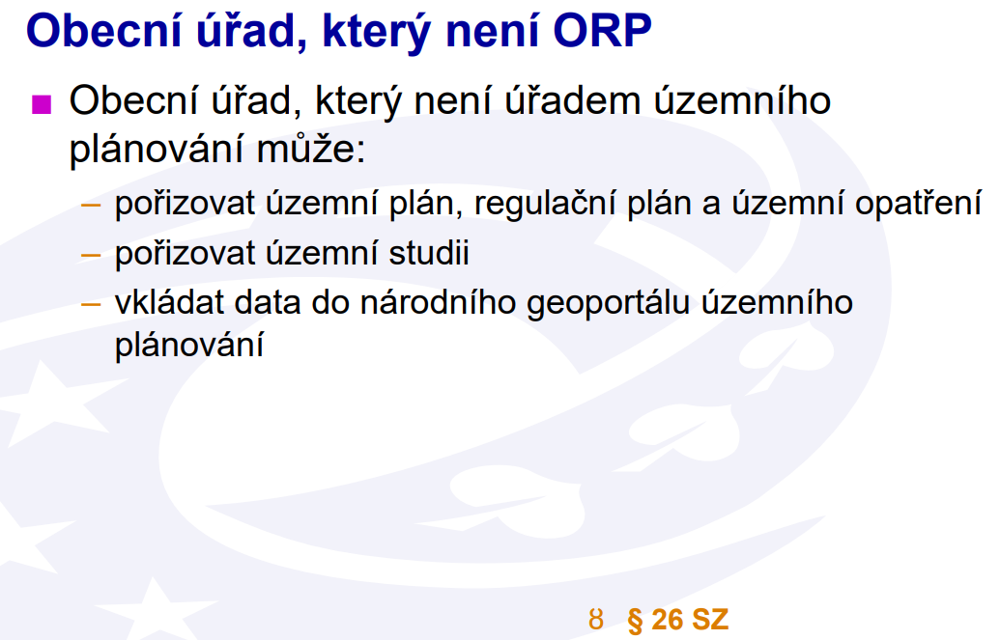 Obecní úřad, který není ORP
Obecní úřad, který není úřadem územního
plánování může:
– pořizovat územní plán, regulační plán a územní opatření
– pořizovat územní studii
– vkládat data do národního geoportálu územního
plánování
8 § 26 SZ